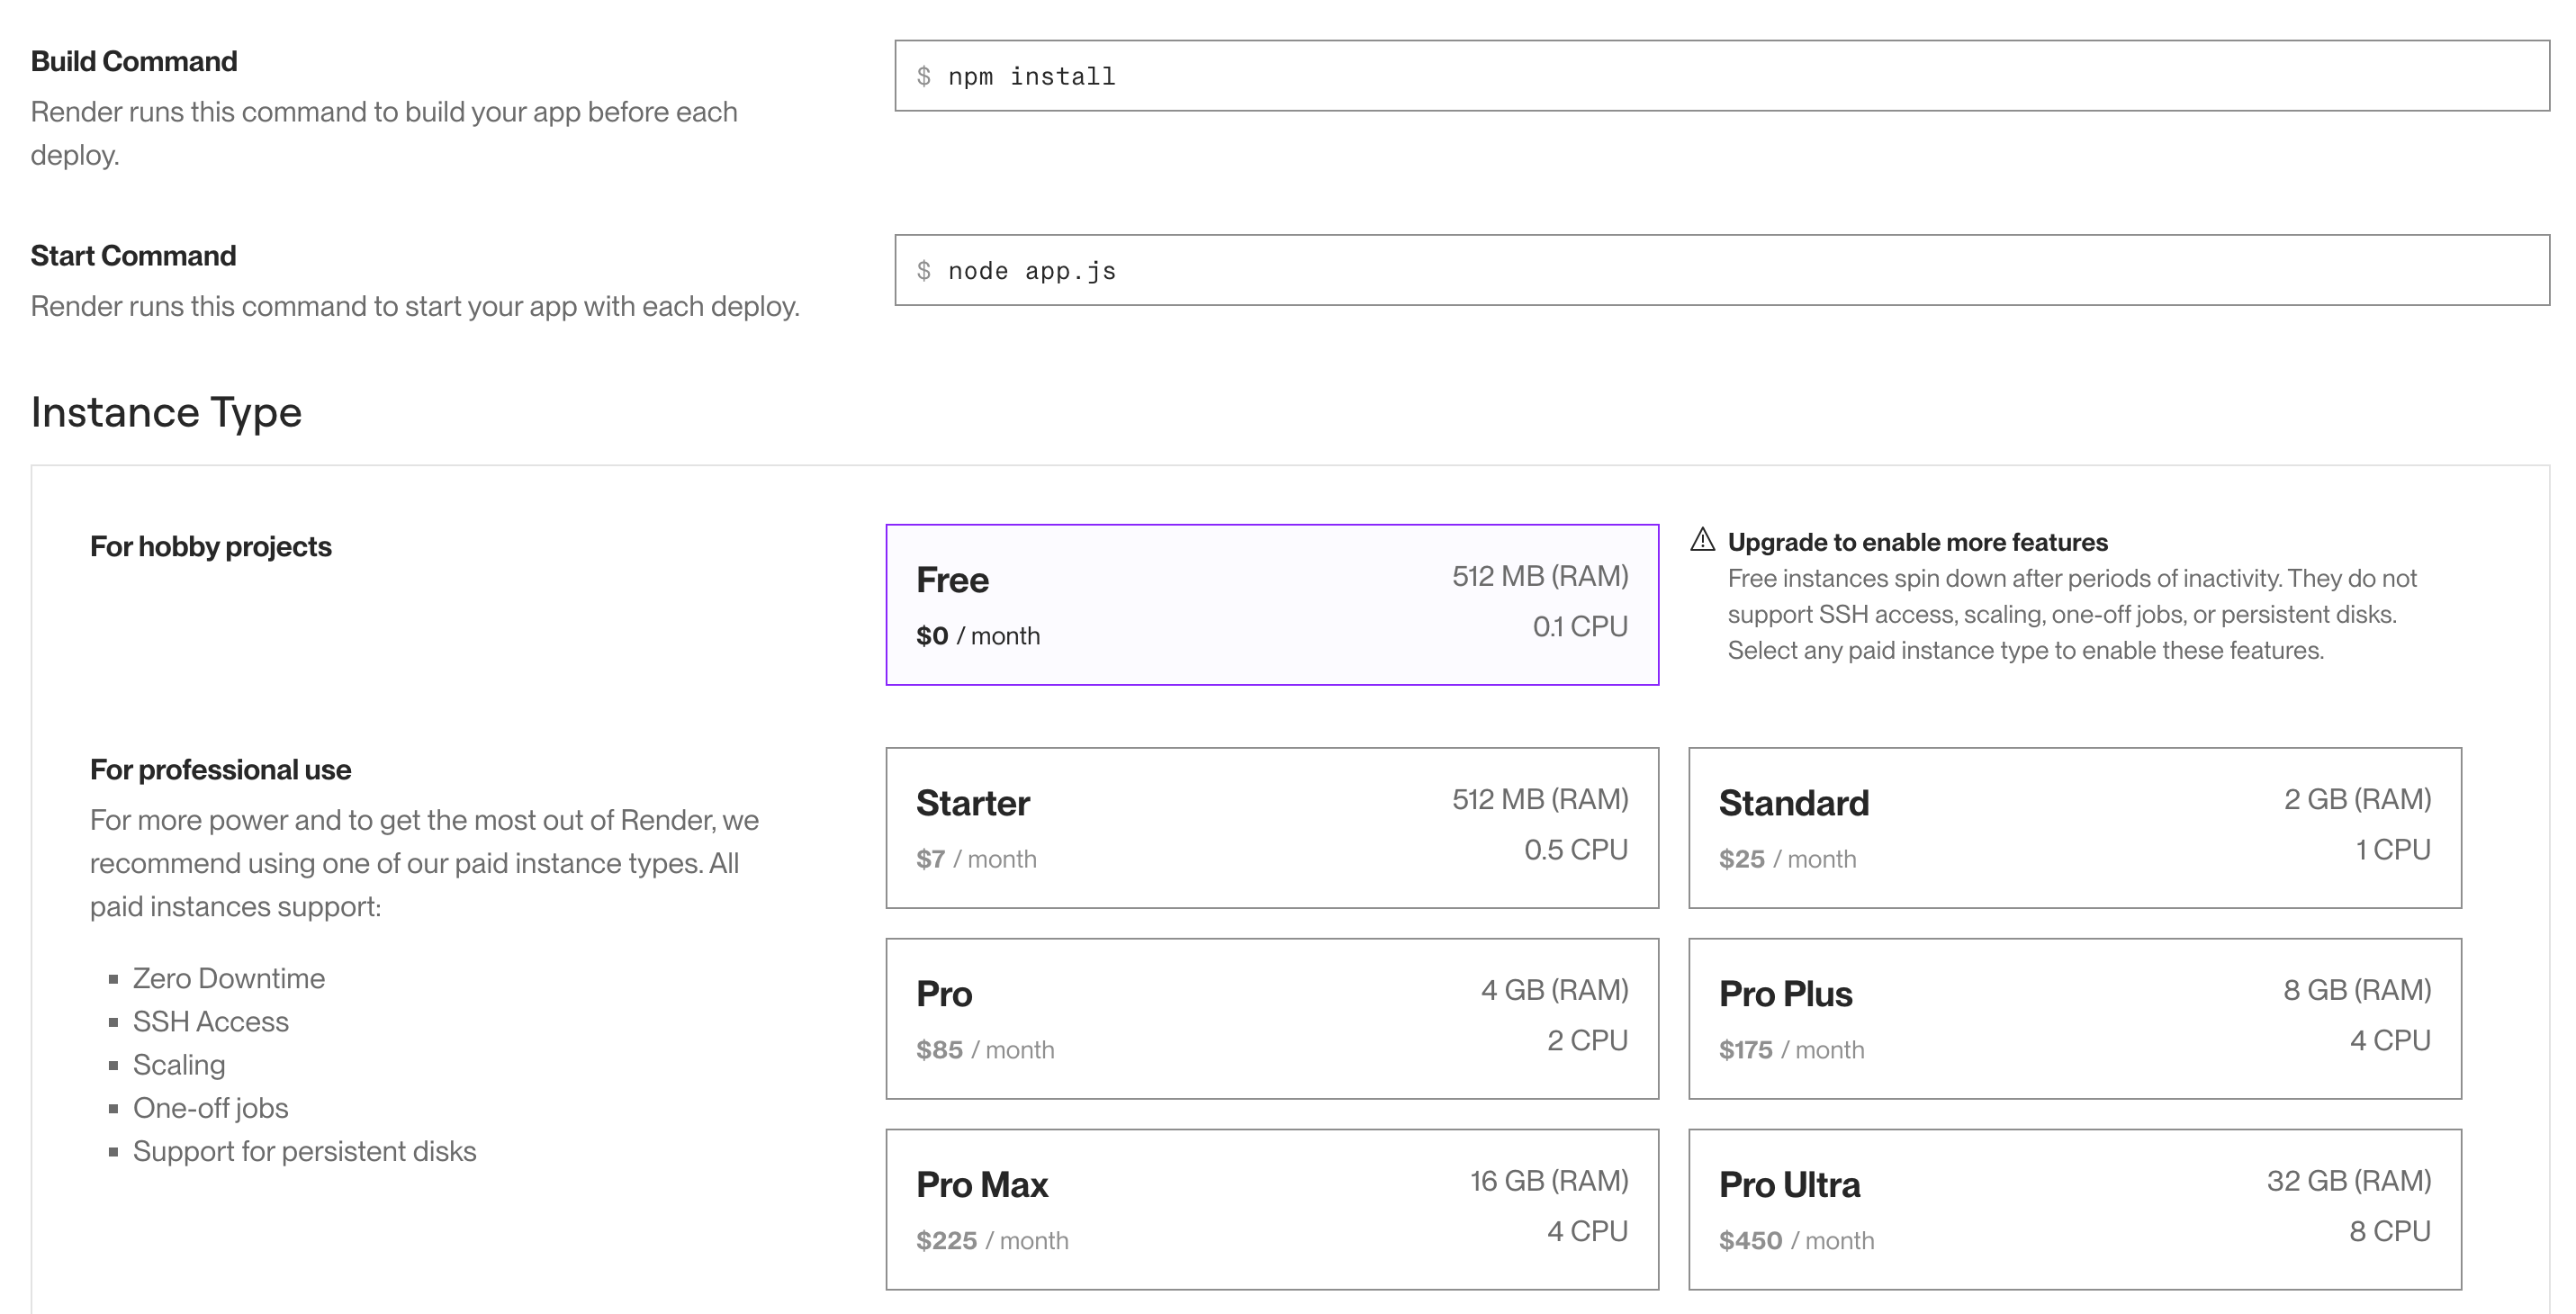 Build Command
Render runs this command to build your app before each
deploy.
$ npm install
Start Command
Render runs this command to start your app with each deploy.
$ node app.js
Instance Type
For hobby projects
Free
$0 / month
512 MB (RAM)
0.1 CPU
Upgrade to enable more features
Free instances spin down after periods of inactivity. They do not
support SSH access, scaling, one-off jobs, or persistent disks.
Select any paid instance type to enable these features.
For professional use
For more power and to get the most out of Render, we
recommend using one of our paid instance types. All
paid instances support:
Zero Downtime
SSH Access
Scaling
One-off jobs
Support for persistent disks
Starter
$7 / month
512 MB (RAM)
0.5 CPU
Standard
$25 / month
2 GB (RAM)
1 CPU
Pro
$85 / month
4 GB (RAM)
2 CPU
Pro Plus
$175 / month
8 GB (RAM)
4 CPU
Pro Max
$225 / month
16 GB (RAM)
4 CPU
Pro Ultra
$450 / month
32 GB (RAM)
8 CPU